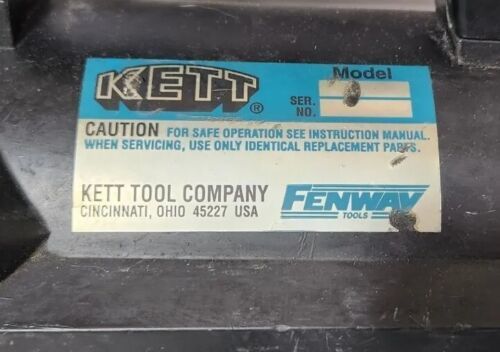 KETT ®
Model
SER.
NO.
CAUTION FOR SAFE OPERATION SEE INSTRUCTION MANUAL.
WHEN SERVICING, USE ONLY IDENTICAL REPLACEMENT PARTS.
KETT TOOL COMPANY
CINCINNATI, OHIO 45227 USA
FENWAY
TOOLS